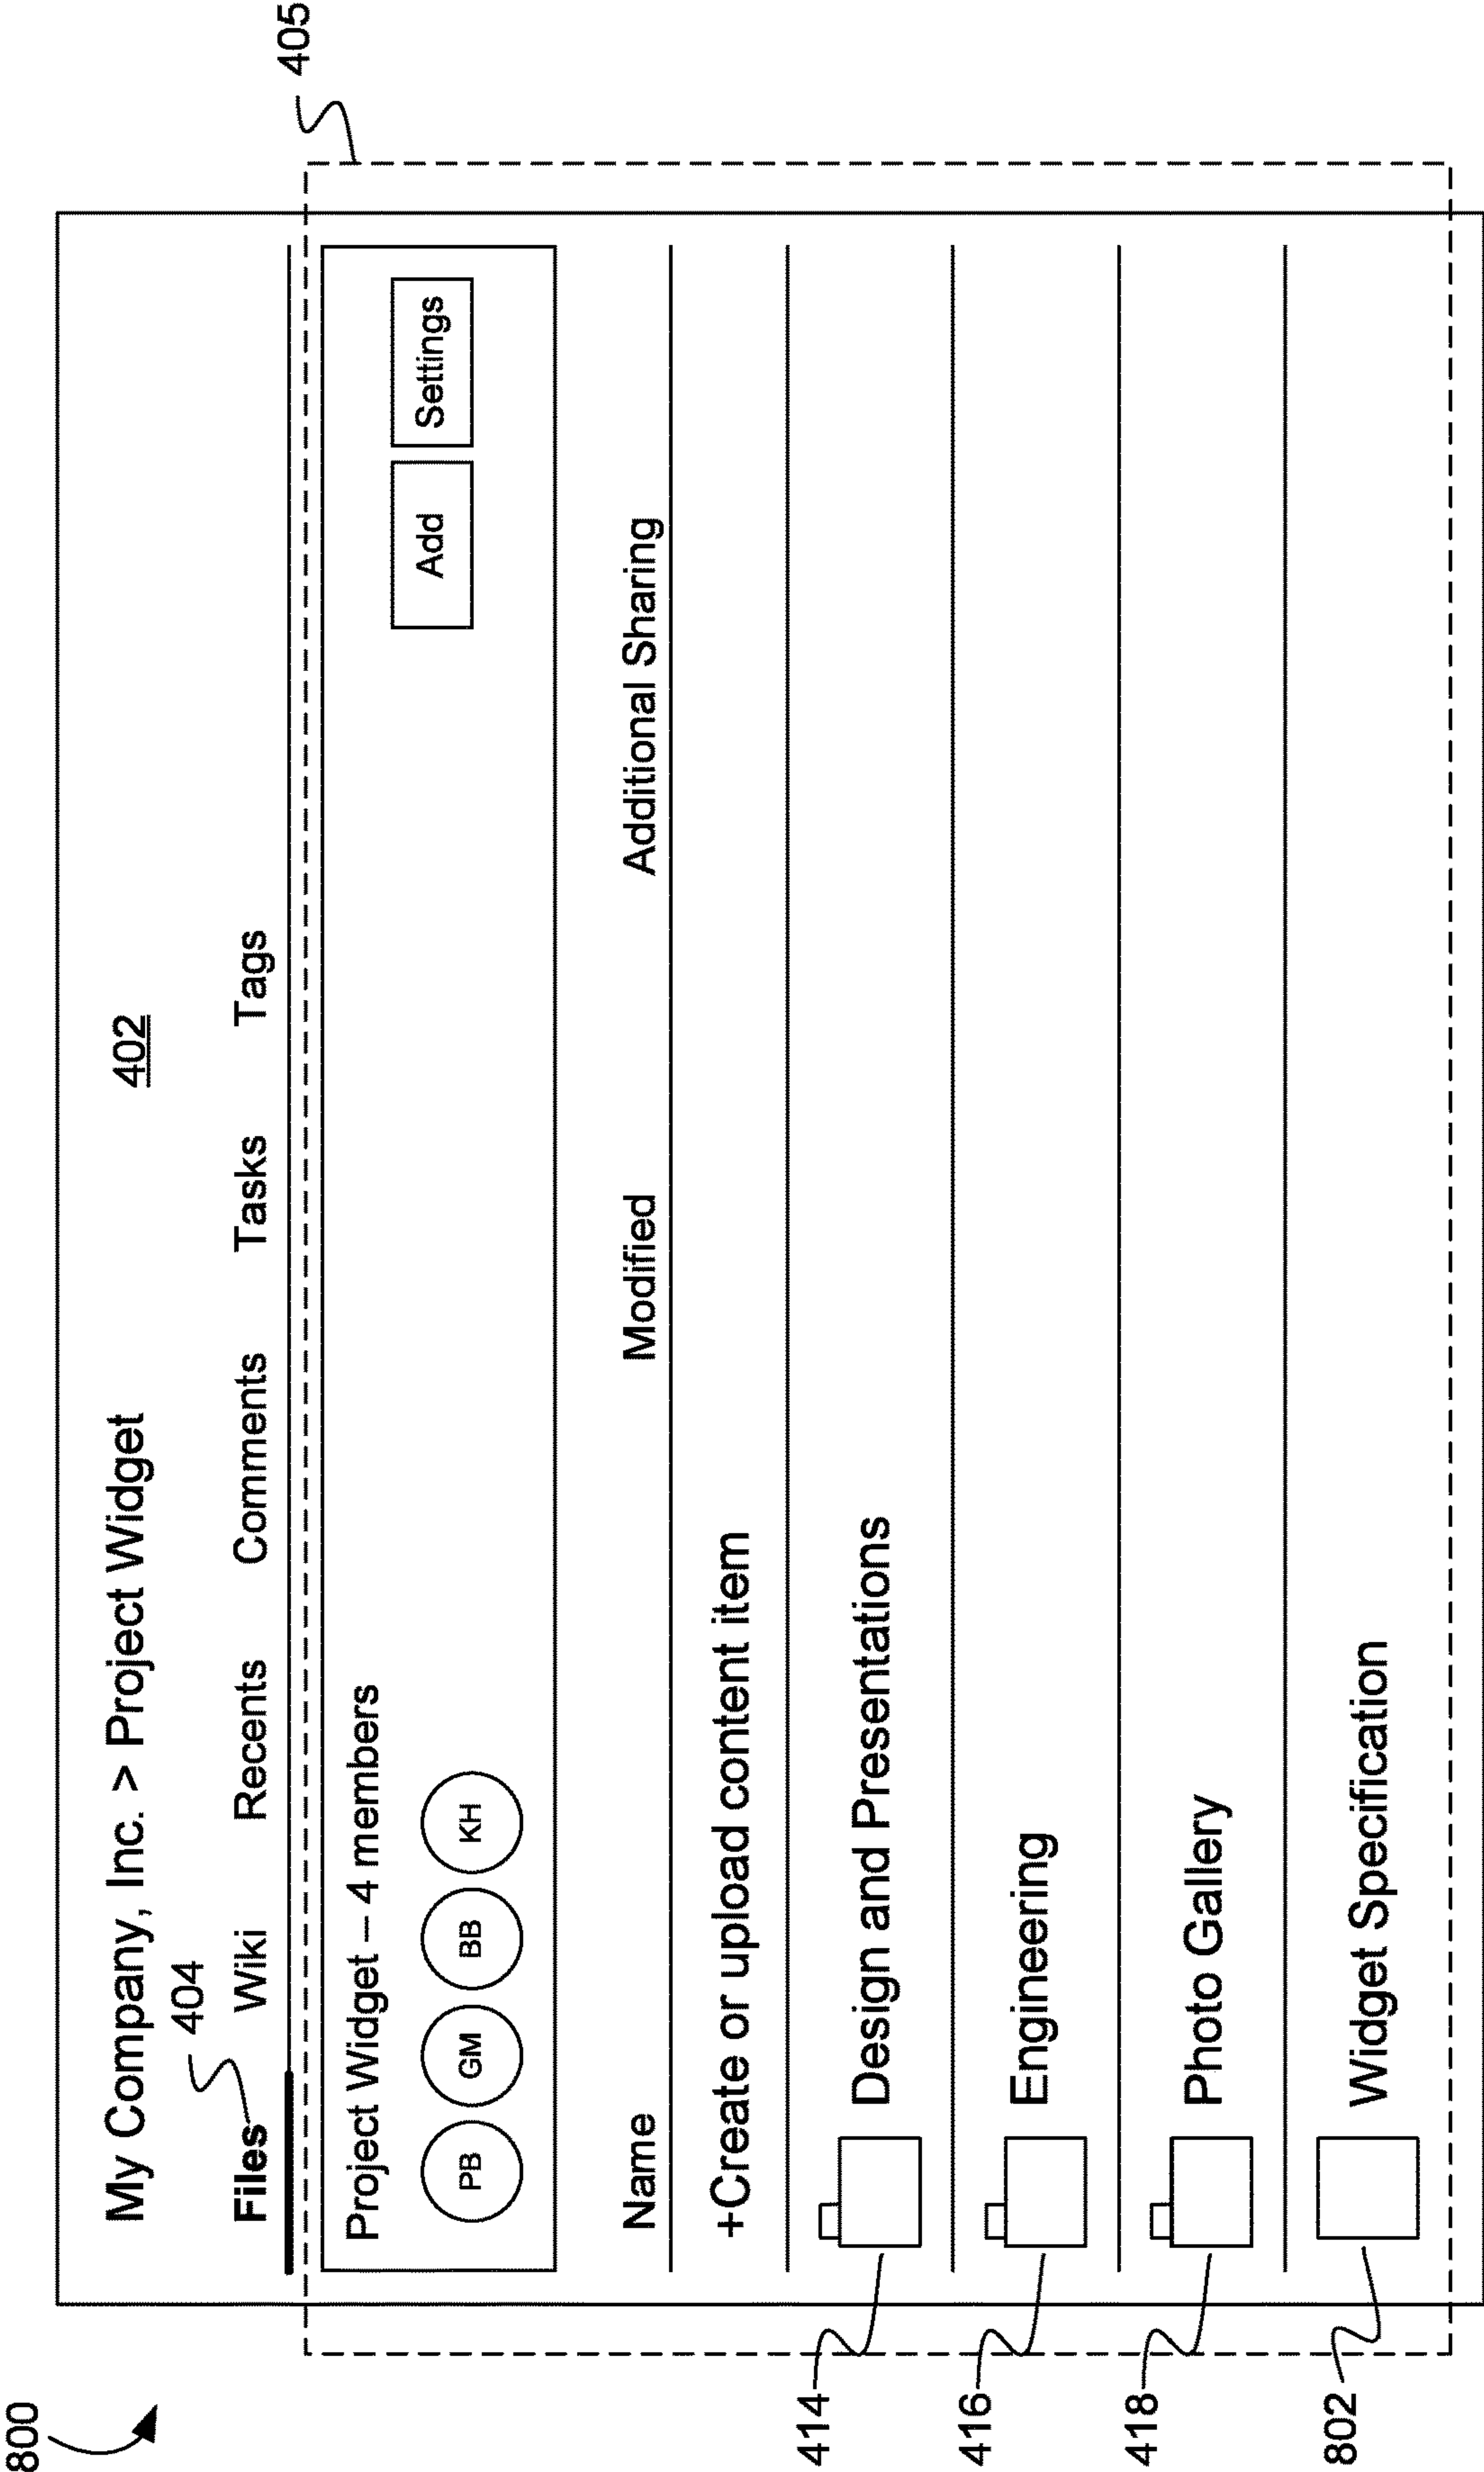 800
405
My Company, Inc. > Project Widget
402
404
Files Wiki Recents Comments Tasks Tags
Project Widget – 4 members
PB GM BB KH
Add Settings
Name Modified Additional Sharing
+Create or upload content item
414 Design and Presentations
416 Engineering
418 Photo Gallery
802 Widget Specification